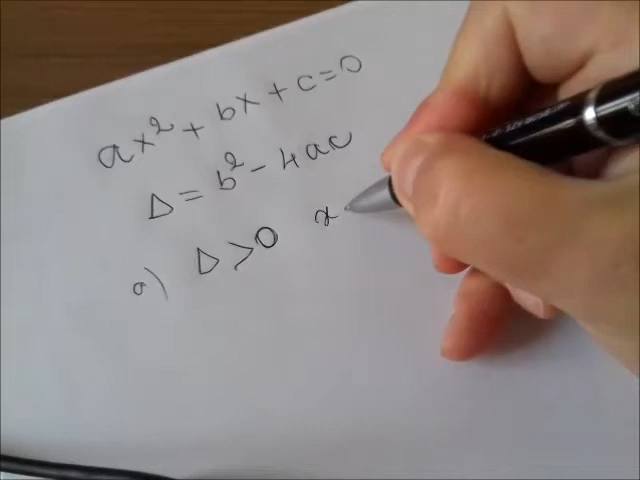 ax² + bx + c = 0
Δ = b² - 4ac
a) Δ > 0 x